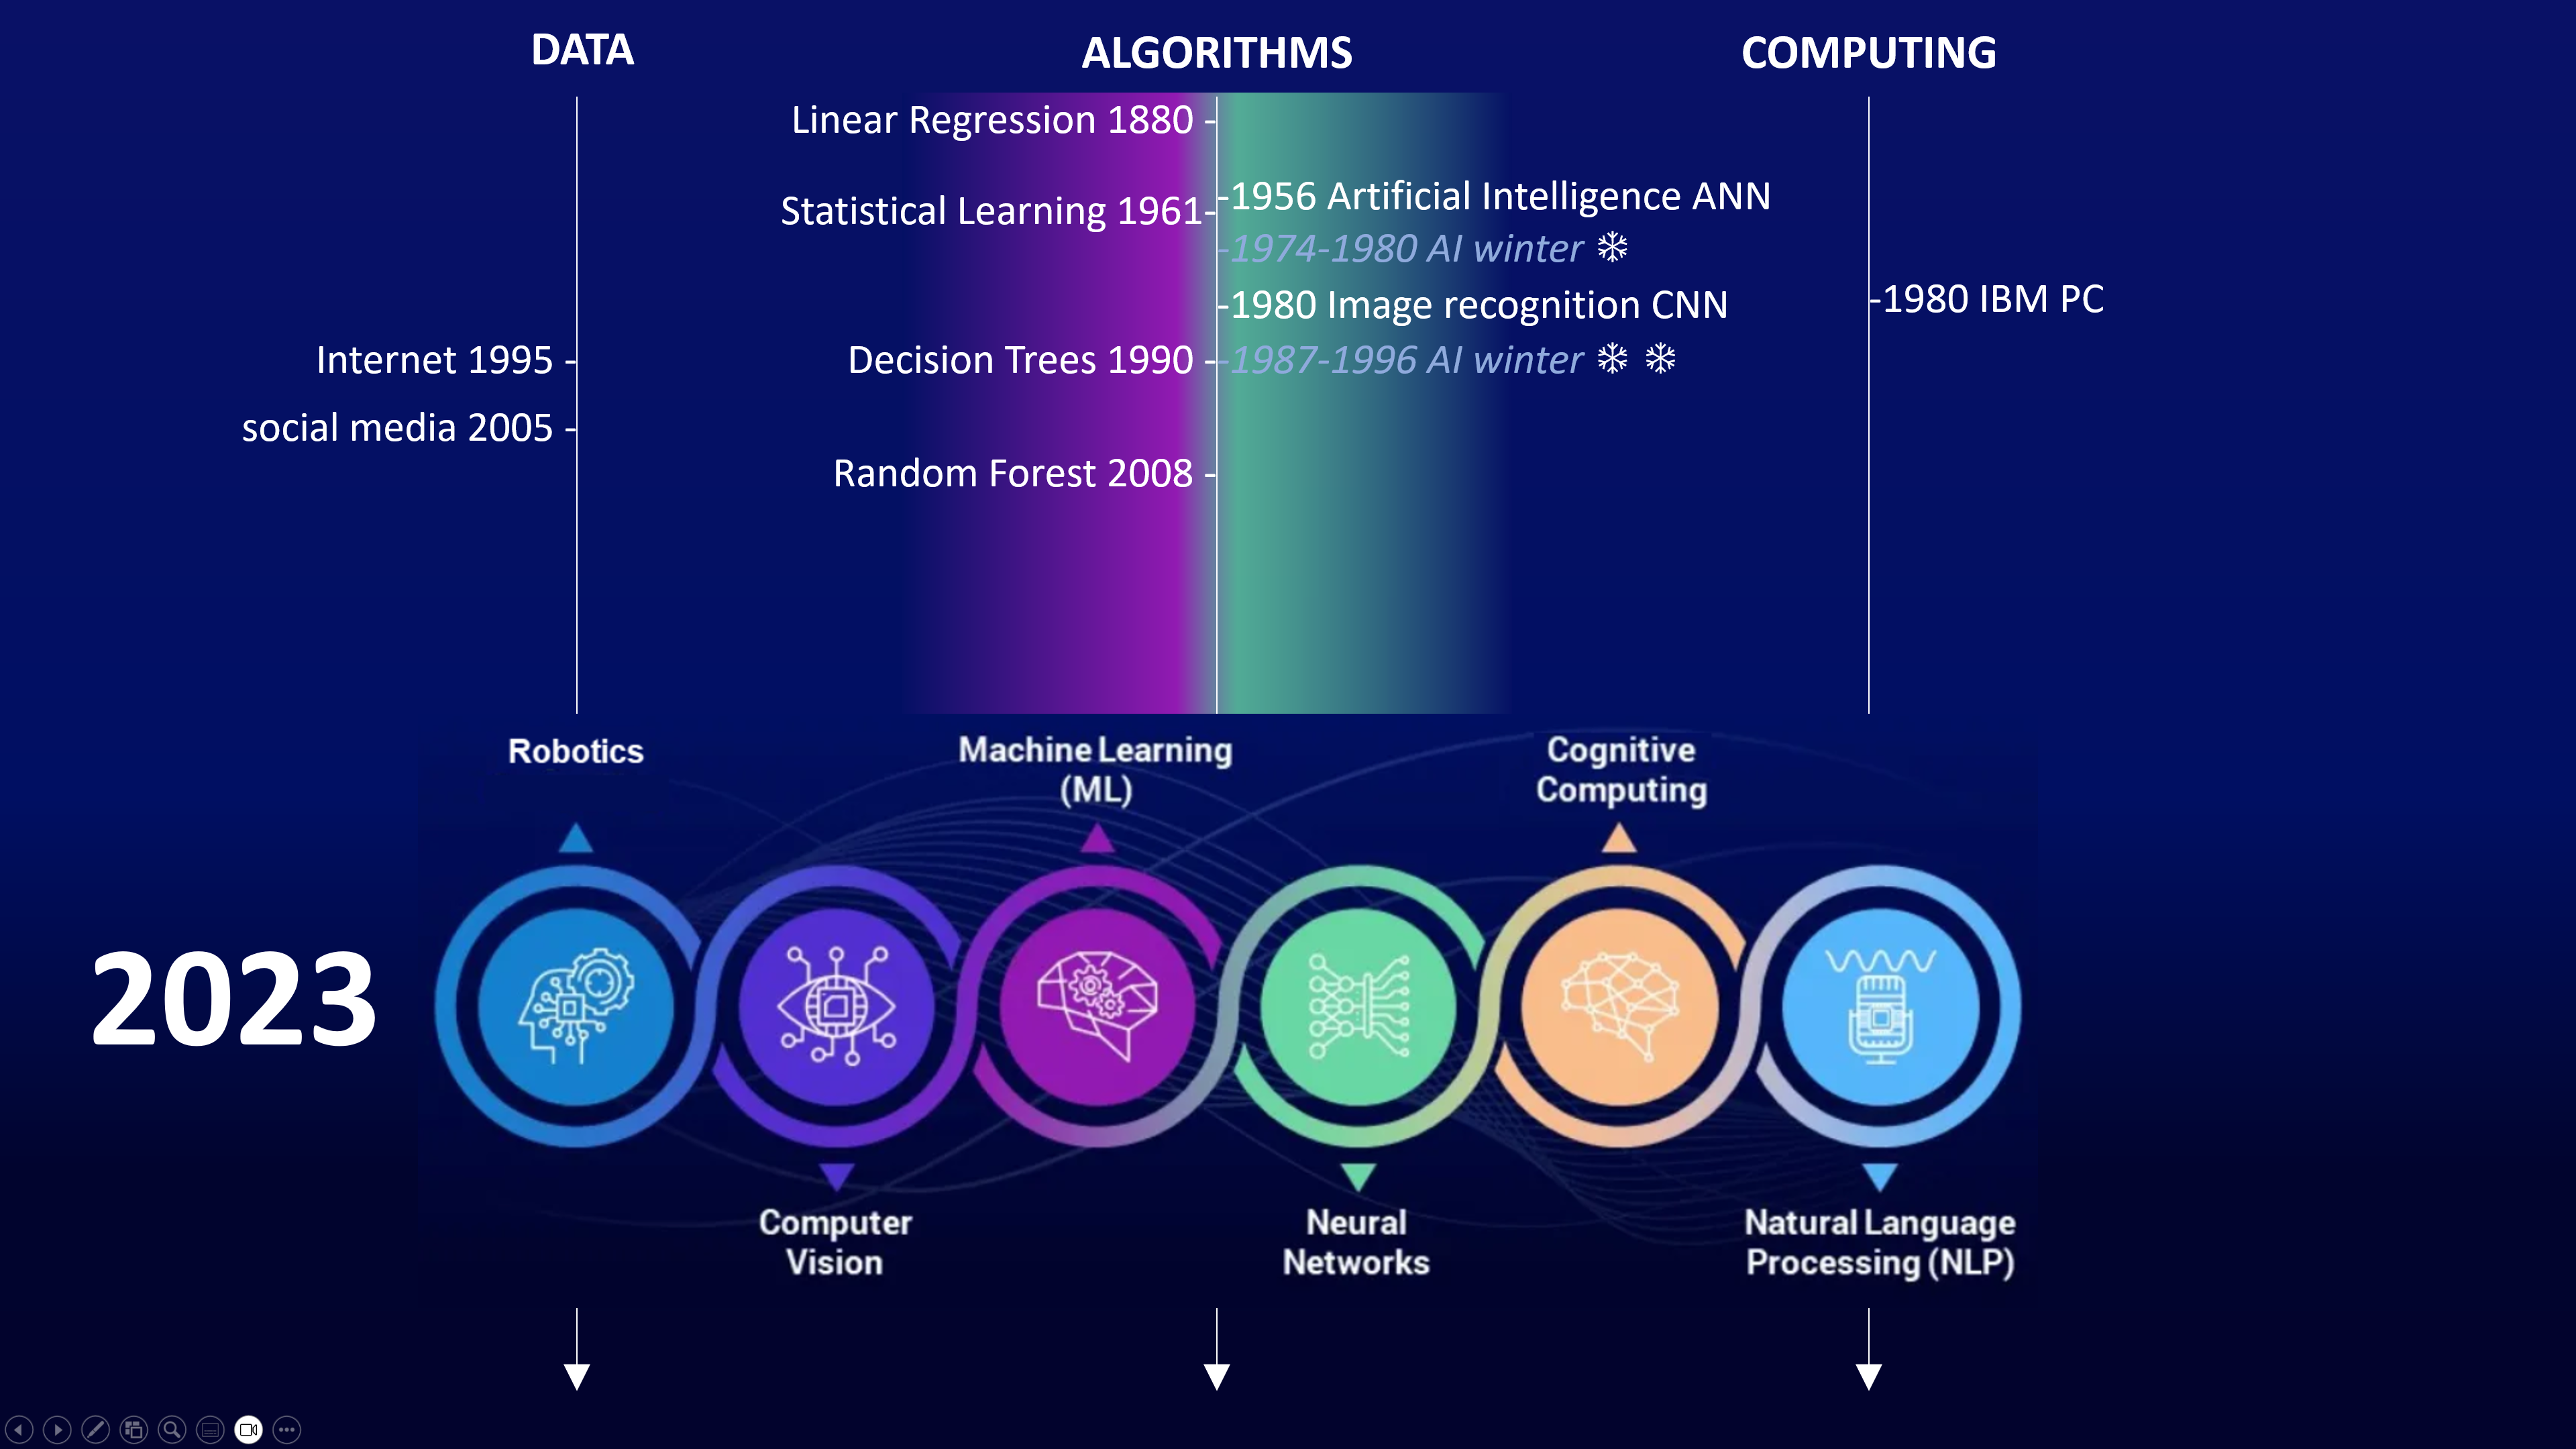 DATA
ALGORITHMS
COMPUTING
Linear Regression 1880 -
-1956 Artificial Intelligence ANN
Statistical Learning 1961-
-1974-1980 AI winter ❄
-1980 Image recognition CNN
-1980 IBM PC
Internet 1995 -
Decision Trees 1990 -
-1987-1996 AI winter ❄ ❄
social media 2005 -
Random Forest 2008 -
Robotics
Machine Learning
(ML)
Cognitive
Computing
2023
Computer
Vision
Neural
Networks
Natural Language
Processing (NLP)